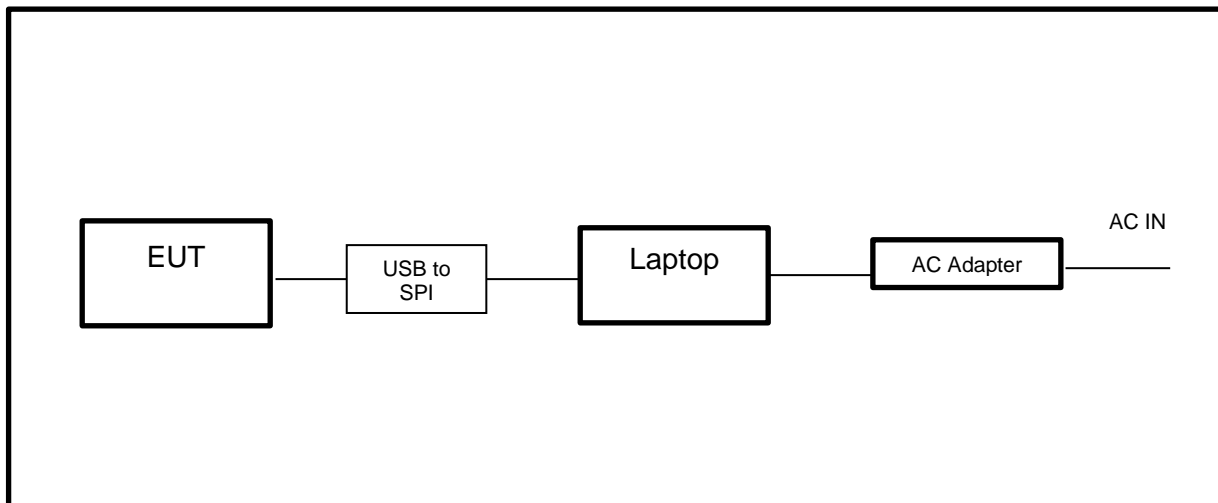 AC IN
EUT
USB to
SPI
Laptop
AC Adapter